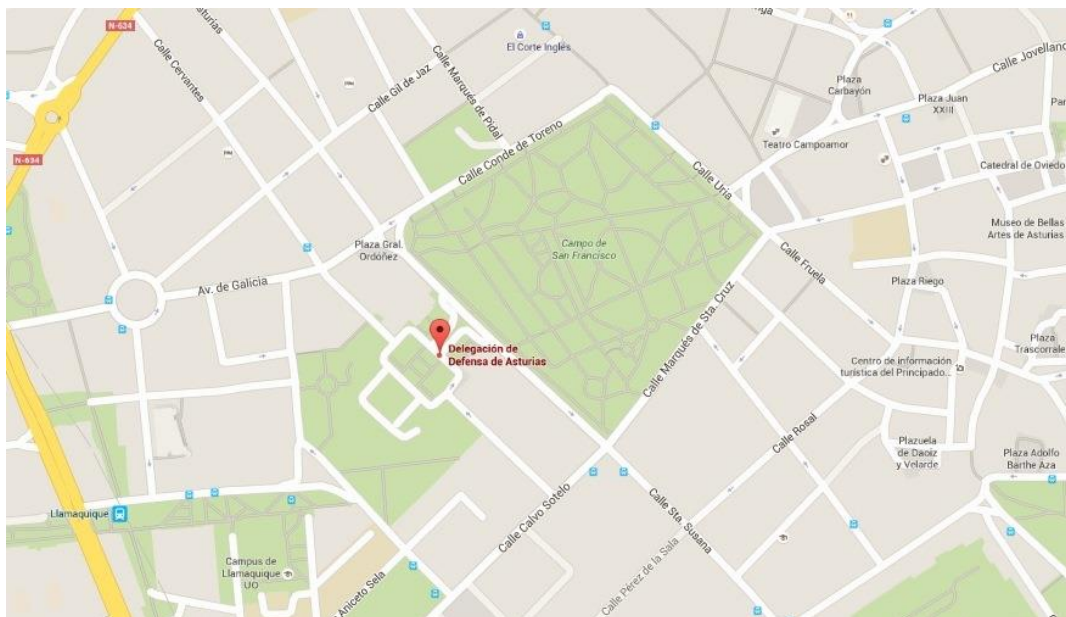 N-634
Asturias
Calle Cervantes
Calle Gil de Jaz
Calle Marqués de Pidal
El Corte Inglés
Plaza
Carbayón
Calle Jovellano
Plaza Juan
XXIII
Teatro Campoamor
N-634
Calle Conde de Toreno
Calle Uria
Catedral de Oviedo
Museo de Bellas
Artes de Asturias
Plaza Gral.
Ordóñez
Campo de
San Francisco
Calle Fruela
Plaza Riego
Av. de Galicia
Calle Marqués de Sta. Cruz
Plaza
Trascorrale
Delegación de
Defensa de Asturias
Centro de información
turística del Principado...
Calle Rosal
Plazuela
de Daoiz
y Velarde
Plaza Adolfo
Barthe Aza
Llamaquique
Calle Calvo Sotelo
Calle Sta. Susana
Campus de
Llamaquique
UO
Aniceto Sela
Calle Pérez de la Sala